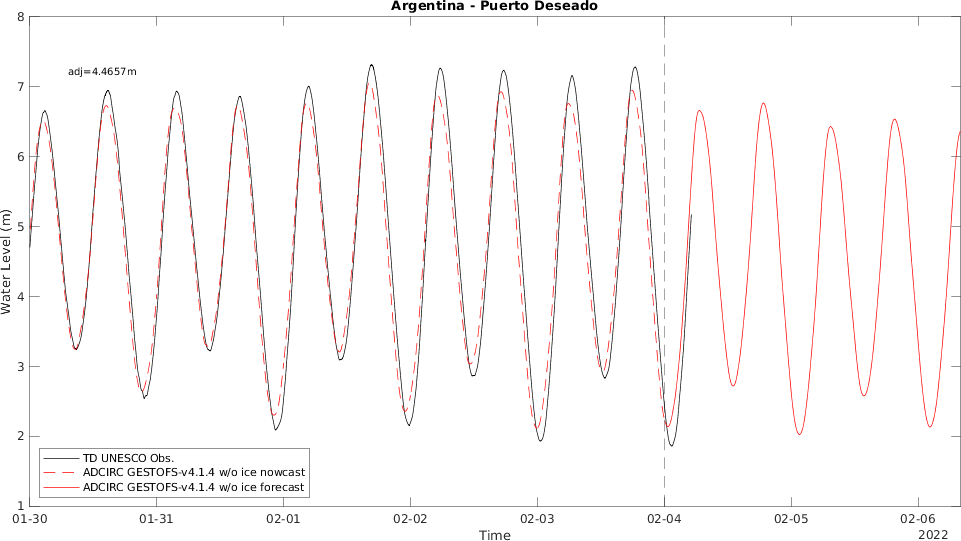 Argentina - Puerto Deseado
8
adj=4.4657m
7
6
5
4
3
2
1
Water Level (m)
TD UNESCO Obs.
ADCIRC GESTOFS-v4.1.4 w/o ice nowcast
ADCIRC GESTOFS-v4.1.4 w/o ice forecast
01-30 01-31 02-01 02-02 02-03 02-04 02-05 02-06
Time
2022